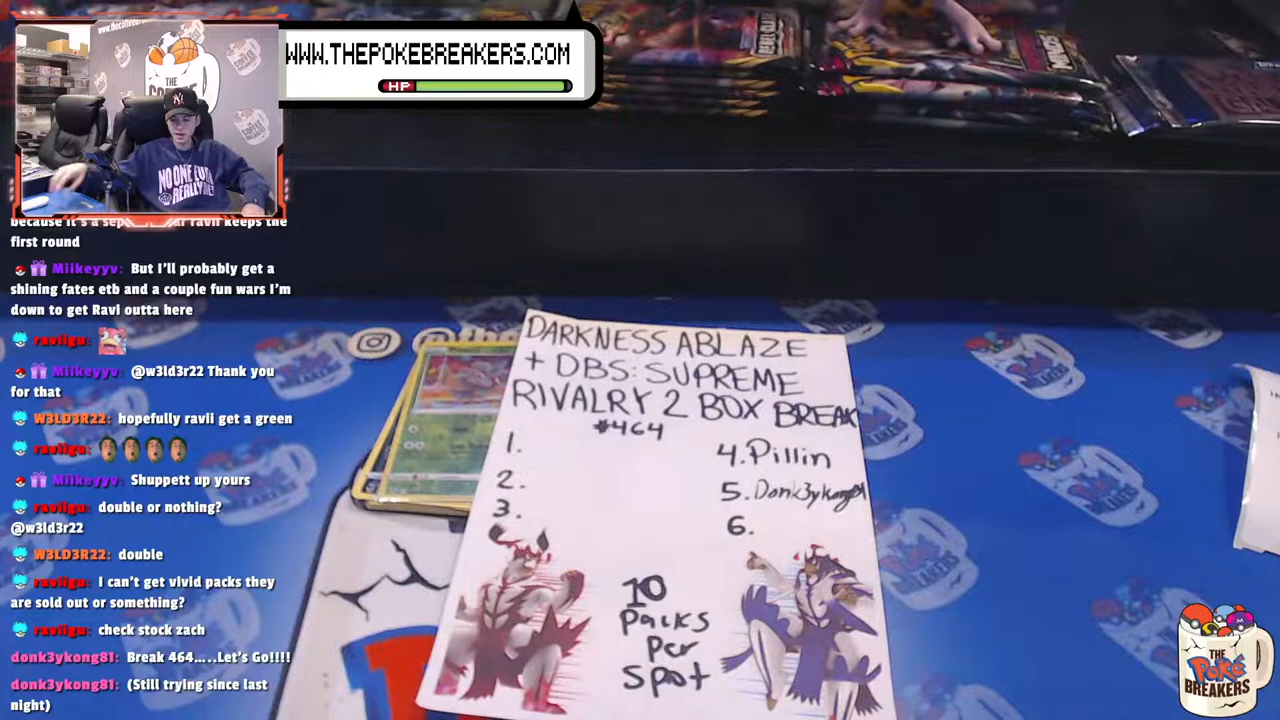 WWW.THEPOKEBREAKERS.COM
HP
THE
NO ONE
REALLY
because it's a
keeps the
first round
Miikeyyv: But I'll probably get a
shining fates etb and a couple fun wars I'm
down to get Ravi outta here
raviigu:
Miikeyyv: @w3ld3r22 Thank you
for that
W3LD3R22: hopefully ravii get a green
raviigu:
Miikeyyv: Shuppett up yours
raviigu: double or nothing?
@w3ld3r22
W3LD3R22: double
raviigu: I can't get vivid packs they
are sold out or something?
raviigu: check stock zach
donk3ykong81: Break 464.....Let's Go!!!!
donk3ykong81: (Still trying since last
night)
DARKNESS ABLAZE
+ DBS: SUPREME
RIVALRY 2 BOX BREAK
#464
1.
2.
3.
4. Pillin
5. Donk3ykong81
6.
10
Packs
Per
Spot
THE
Poké
BREAKERS